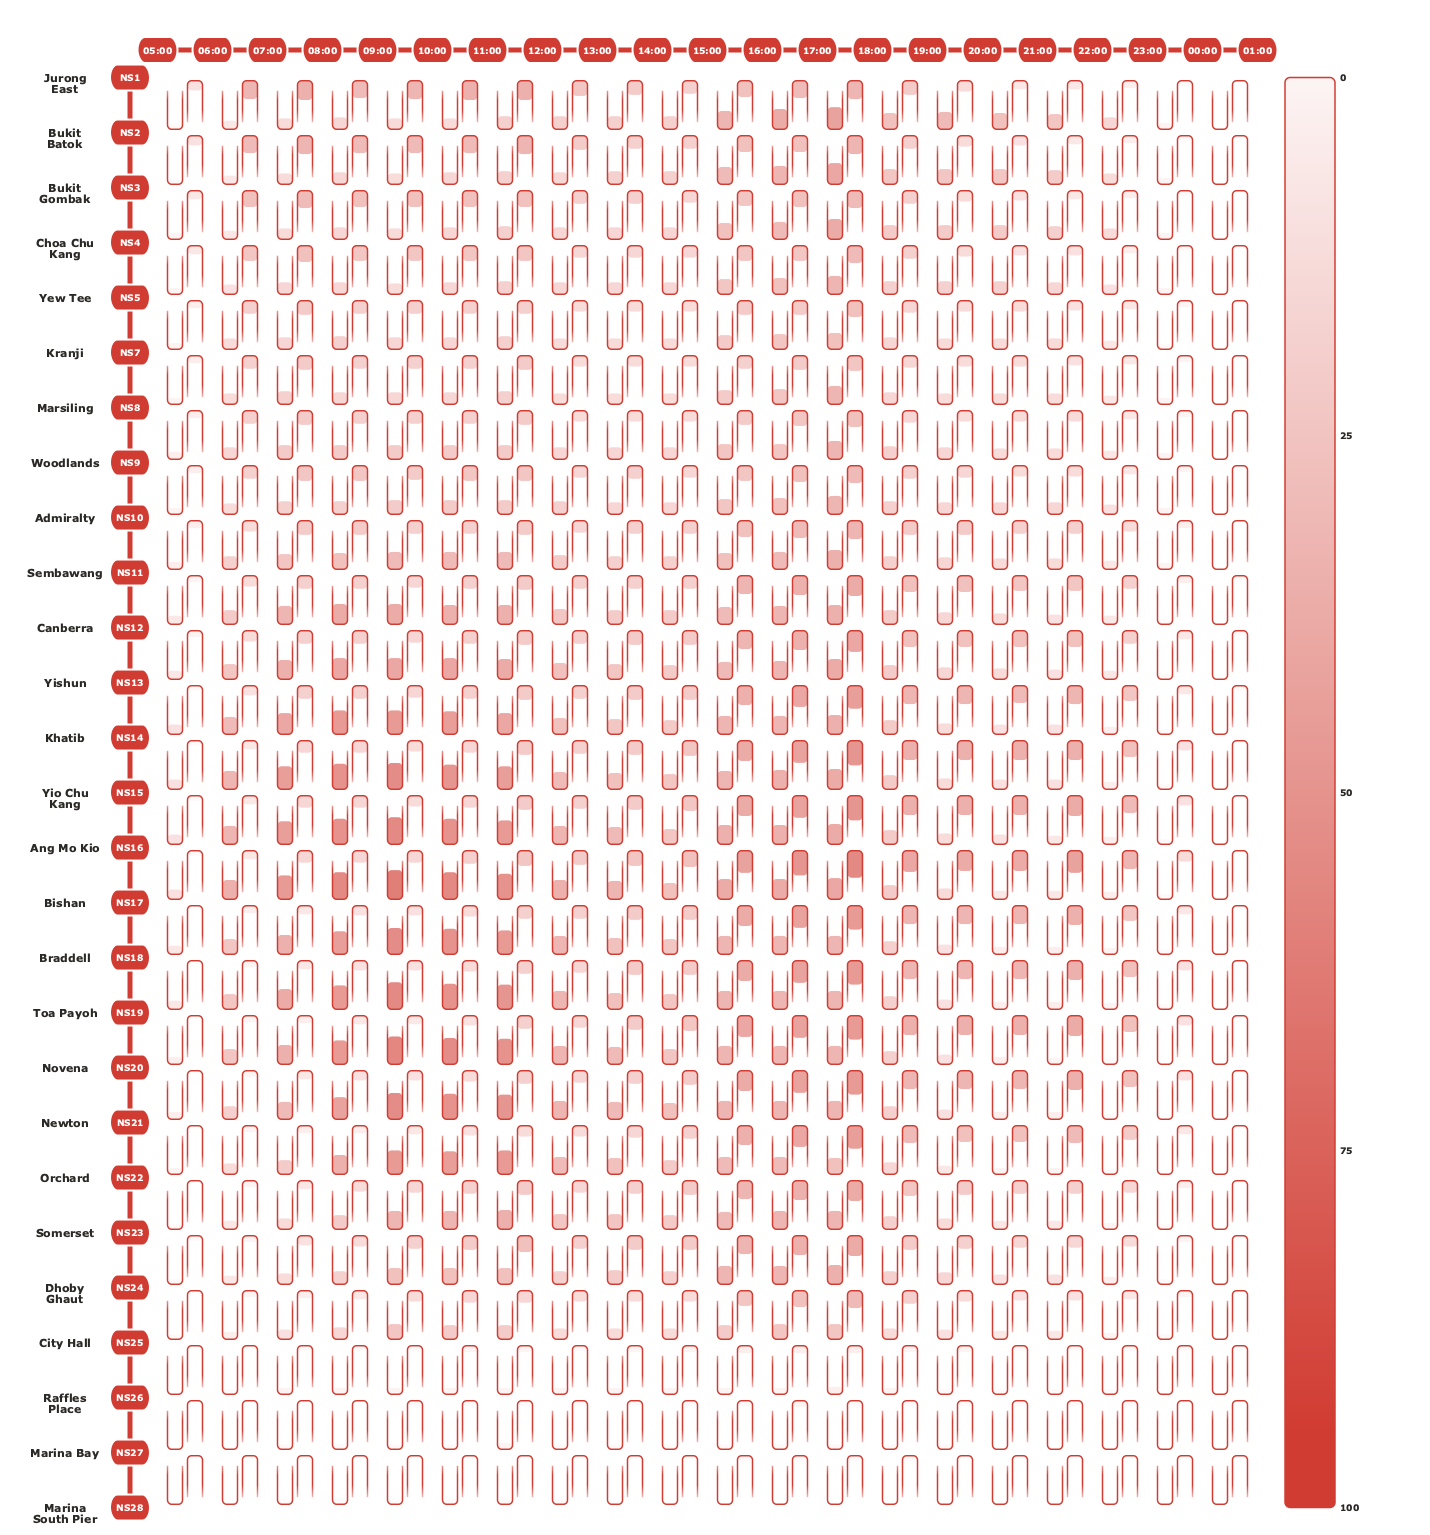 05:00 06:00 07:00 08:00 09:00 10:00 11:00 12:00 13:00 14:00 15:00 16:00 17:00 18:00 19:00 20:00 21:00 22:00 23:00 00:00 01:00
Jurong
East
NS1
Bukit
Batok
NS2
Bukit
Gombak
NS3
Choa Chu
Kang
NS4
Yew Tee NS5
Kranji NS7
Marsiling NS8
Woodlands NS9
Admiralty NS10
Sembawang NS11
Canberra NS12
Yishun NS13
Khatib NS14
Yio Chu
Kang
NS15
Ang Mo Kio NS16
Bishan NS17
Braddell NS18
Toa Payoh NS19
Novena NS20
Newton NS21
Orchard NS22
Somerset NS23
Dhoby
Ghaut
NS24
City Hall NS25
Raffles
Place
NS26
Marina Bay NS27
Marina
South Pier
NS28
0
25
50
75
100